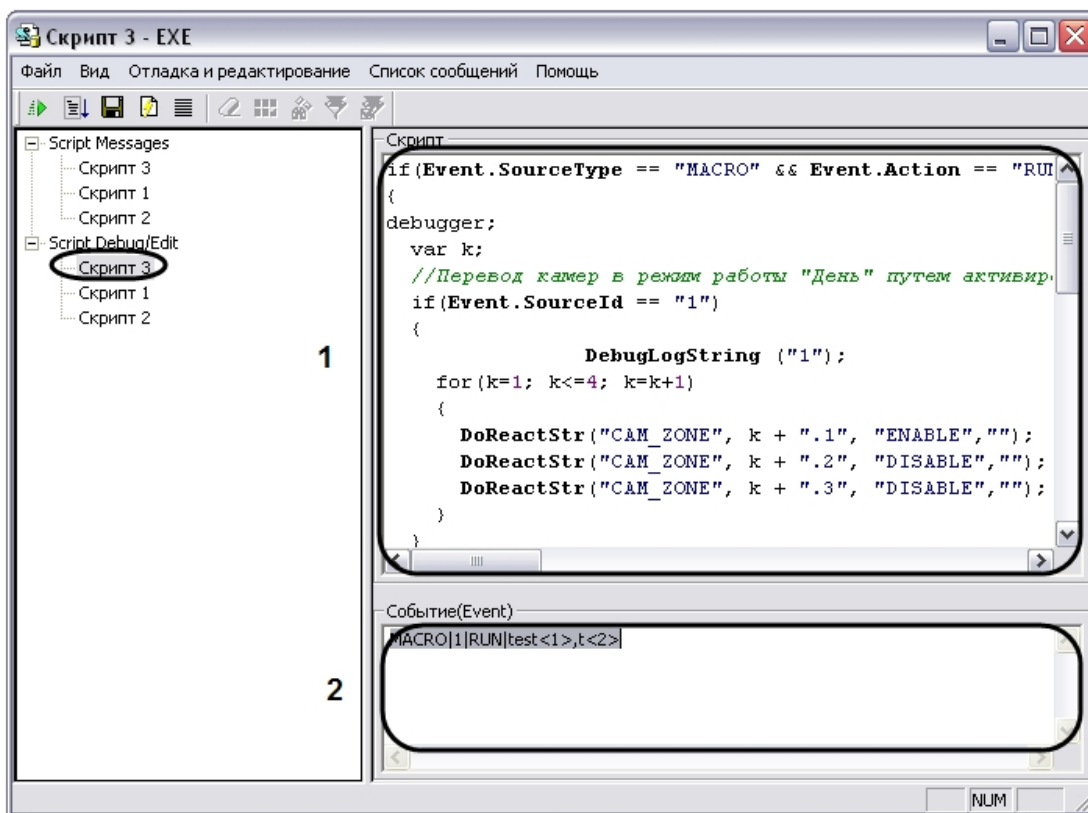 Скрипт 3 - EXE
Файл Вид Отладка и редактирование Список сообщений Помощь
Script Messages
Скрипт 3
Скрипт 1
Скрипт 2
Script Debug/Edit
Скрипт 3
Скрипт 1
Скрипт 2
1
Скрипт
if(Event.SourceType == "MACRO" && Event.Action == "RU
{
debugger;
var k;
//Перевод камер в режим работы "День" путем активир
if(Event.SourceId == "1")
{
DebugLogString ("1");
for(k=1; k<=4; k=k+1)
{
DoReactStr("CAM_ZONE", k + ".1", "ENABLE","");
DoReactStr("CAM_ZONE", k + ".2", "DISABLE","");
DoReactStr("CAM_ZONE", k + ".3", "DISABLE","");
}
}
Событие(Event)
MACRO|1|RUN|test<1>,t<2>
2
NUM